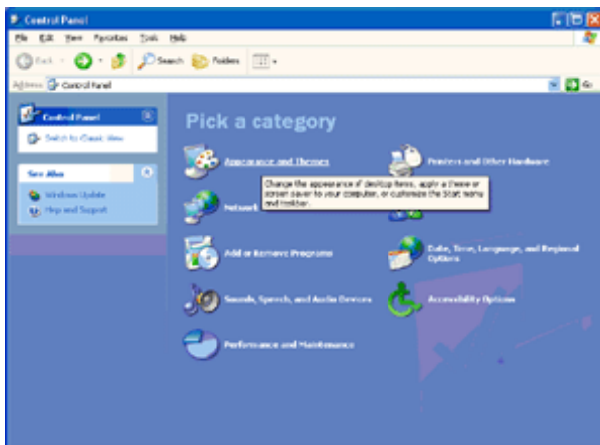 Control Panel
File Edit View Favorites Tools Help
Back Search Folders
Address Control Panel Go
Control Panel
Switch to Classic View
See Also
Windows Update
Help and Support
Pick a category
Appearance and Themes
Printers and Other Hardware
Change the appearance of desktop items, apply a theme or
screen saver to your computer, or customize the Start menu
and taskbar.
Network
Add or Remove Programs
Date, Time, Language, and Regional
Options
Sounds, Speech, and Audio Devices
Accessibility Options
Performance and Maintenance